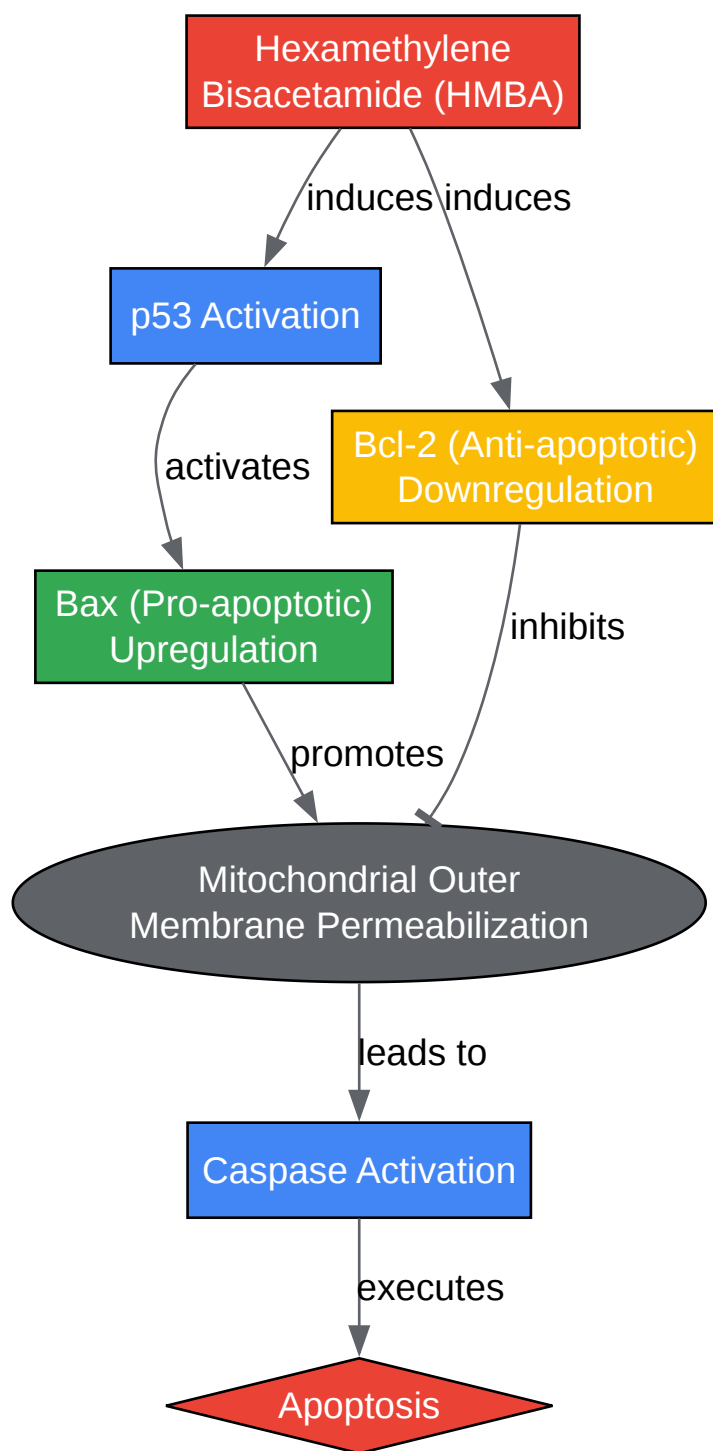 Hexamethylene
Bisacetamide (HMBA)
induces
induces
p53 Activation
Bcl-2 (Anti-apoptotic)
Downregulation
activates
Bax (Pro-apoptotic)
Upregulation
inhibits
promotes
Mitochondrial Outer
Membrane Permeabilization
leads to
Caspase Activation
executes
Apoptosis